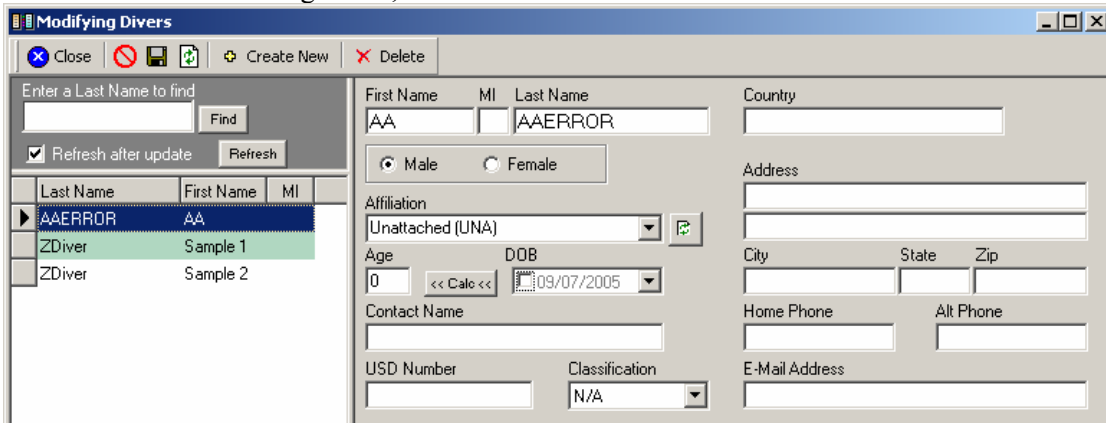 Modifying Divers
Close Create New Delete
Enter a Last Name to find
Find
Refresh after update Refresh
Last Name First Name MI
AAERROR AA
ZDiver Sample 1
ZDiver Sample 2
First Name MI Last Name
AA AAERROR
Male Female
Affiliation
Unattached (UNA)
Age DOB
0 << Calc << 09/07/2005
Contact Name
USD Number Classification
N/A
Country
Address
City State Zip
Home Phone Alt Phone
E-Mail Address